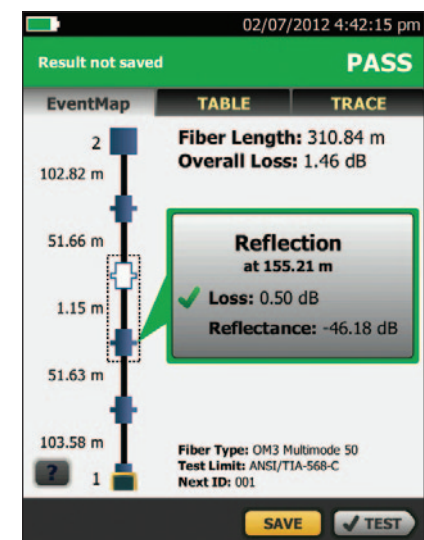 02/07/2012 4:42:15 pm
Result not saved
PASS
EventMap
TABLE
TRACE
2
Fiber Length: 310.84 m
Overall Loss: 1.46 dB
102.82 m
51.66 m
Reflection
at 155.21 m
Loss: 0.50 dB
Reflectance: -46.18 dB
1.15 m
51.63 m
103.58 m
Fiber Type: OM3 Multimode 50
Test Limit: ANSI/TIA-568-C
Next ID: 001
?
1
SAVE
TEST